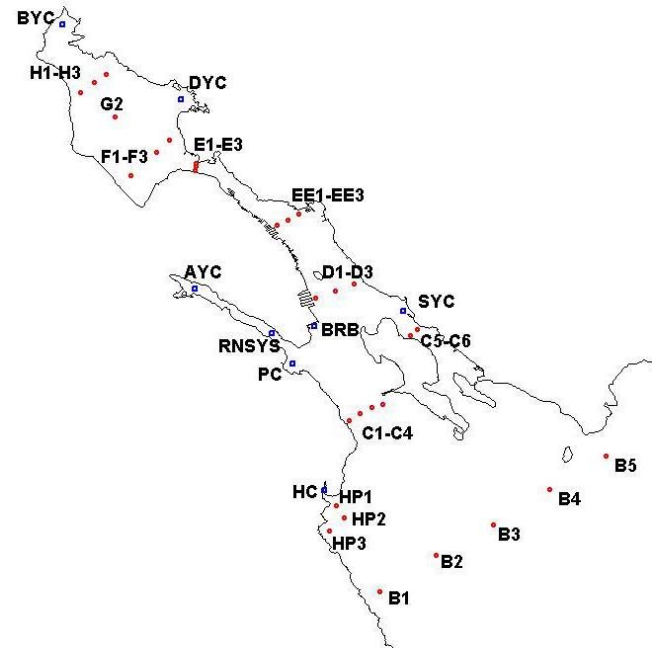 BYC
H1-H3
DYC
G2
E1-E3
F1-F3
EE1-EE3
AYC
D1-D3
SYC
BRB
RNSYS
C5-C6
PC
C1-C4
B5
HC
B4
HP1
HP2
B3
HP3
B2
B1